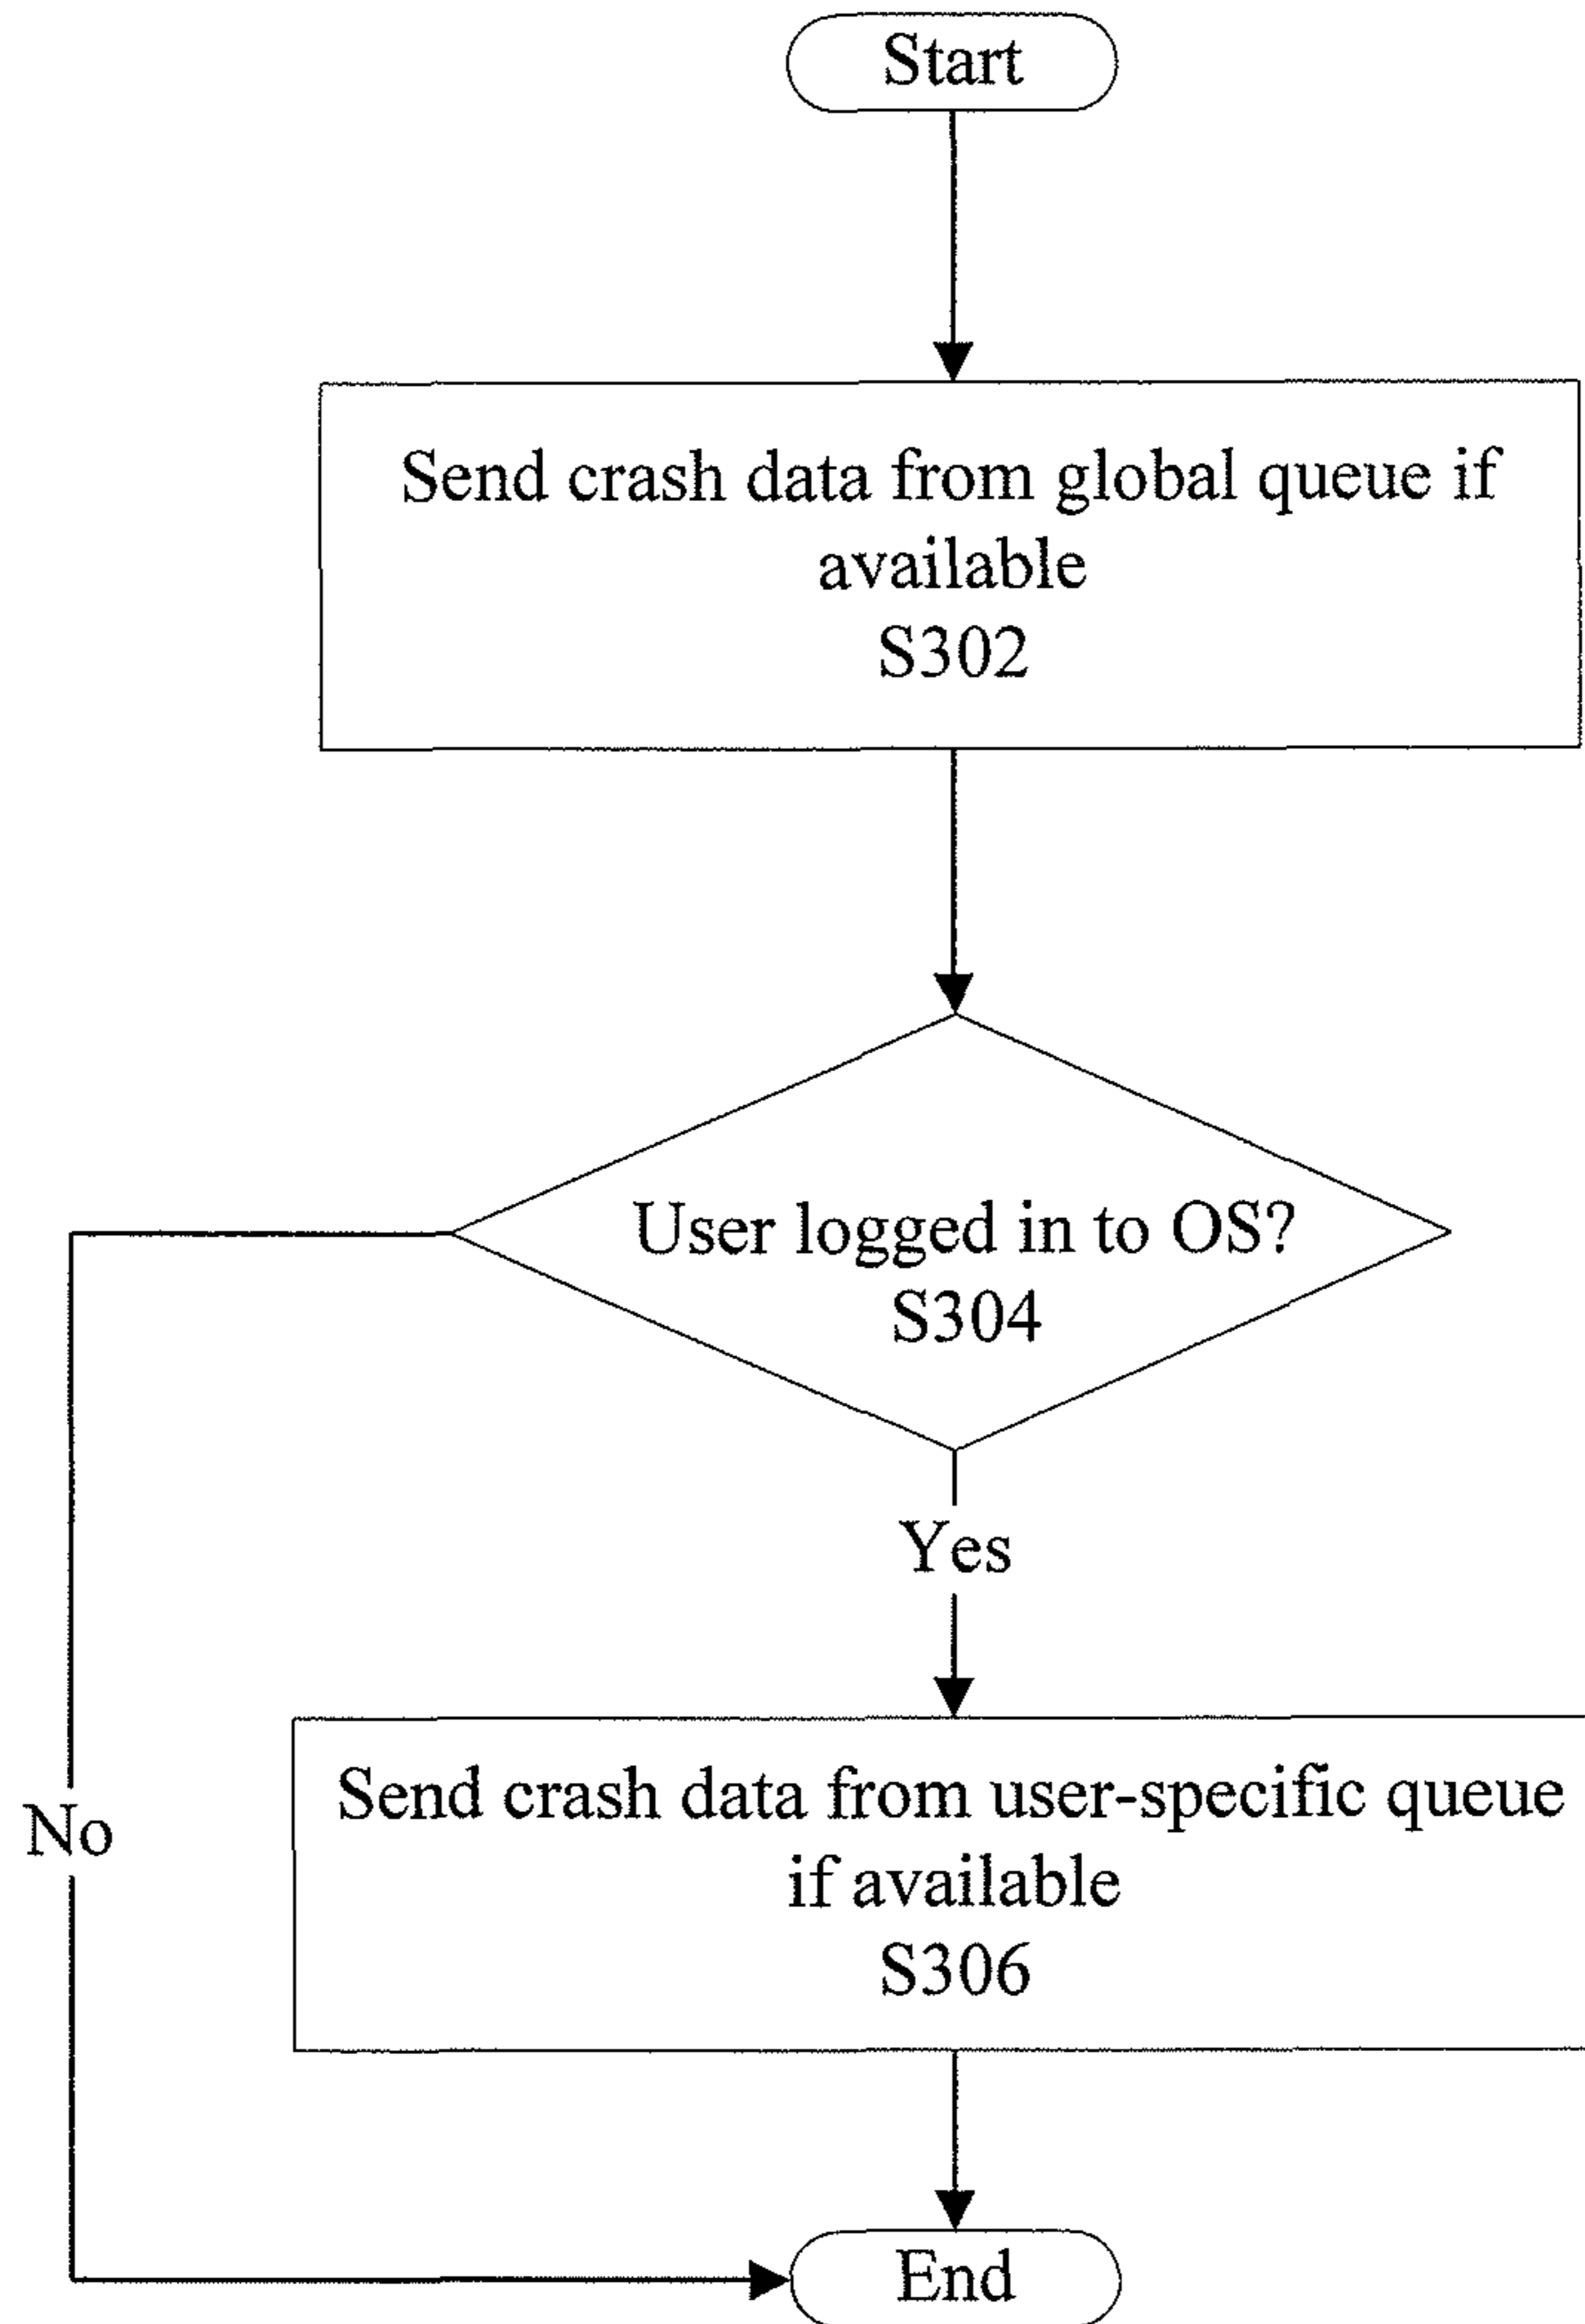 Start
Send crash data from global queue if
available
S302
User logged in to OS?
S304
Yes
No
Send crash data from user-specific queue
if available
S306
End